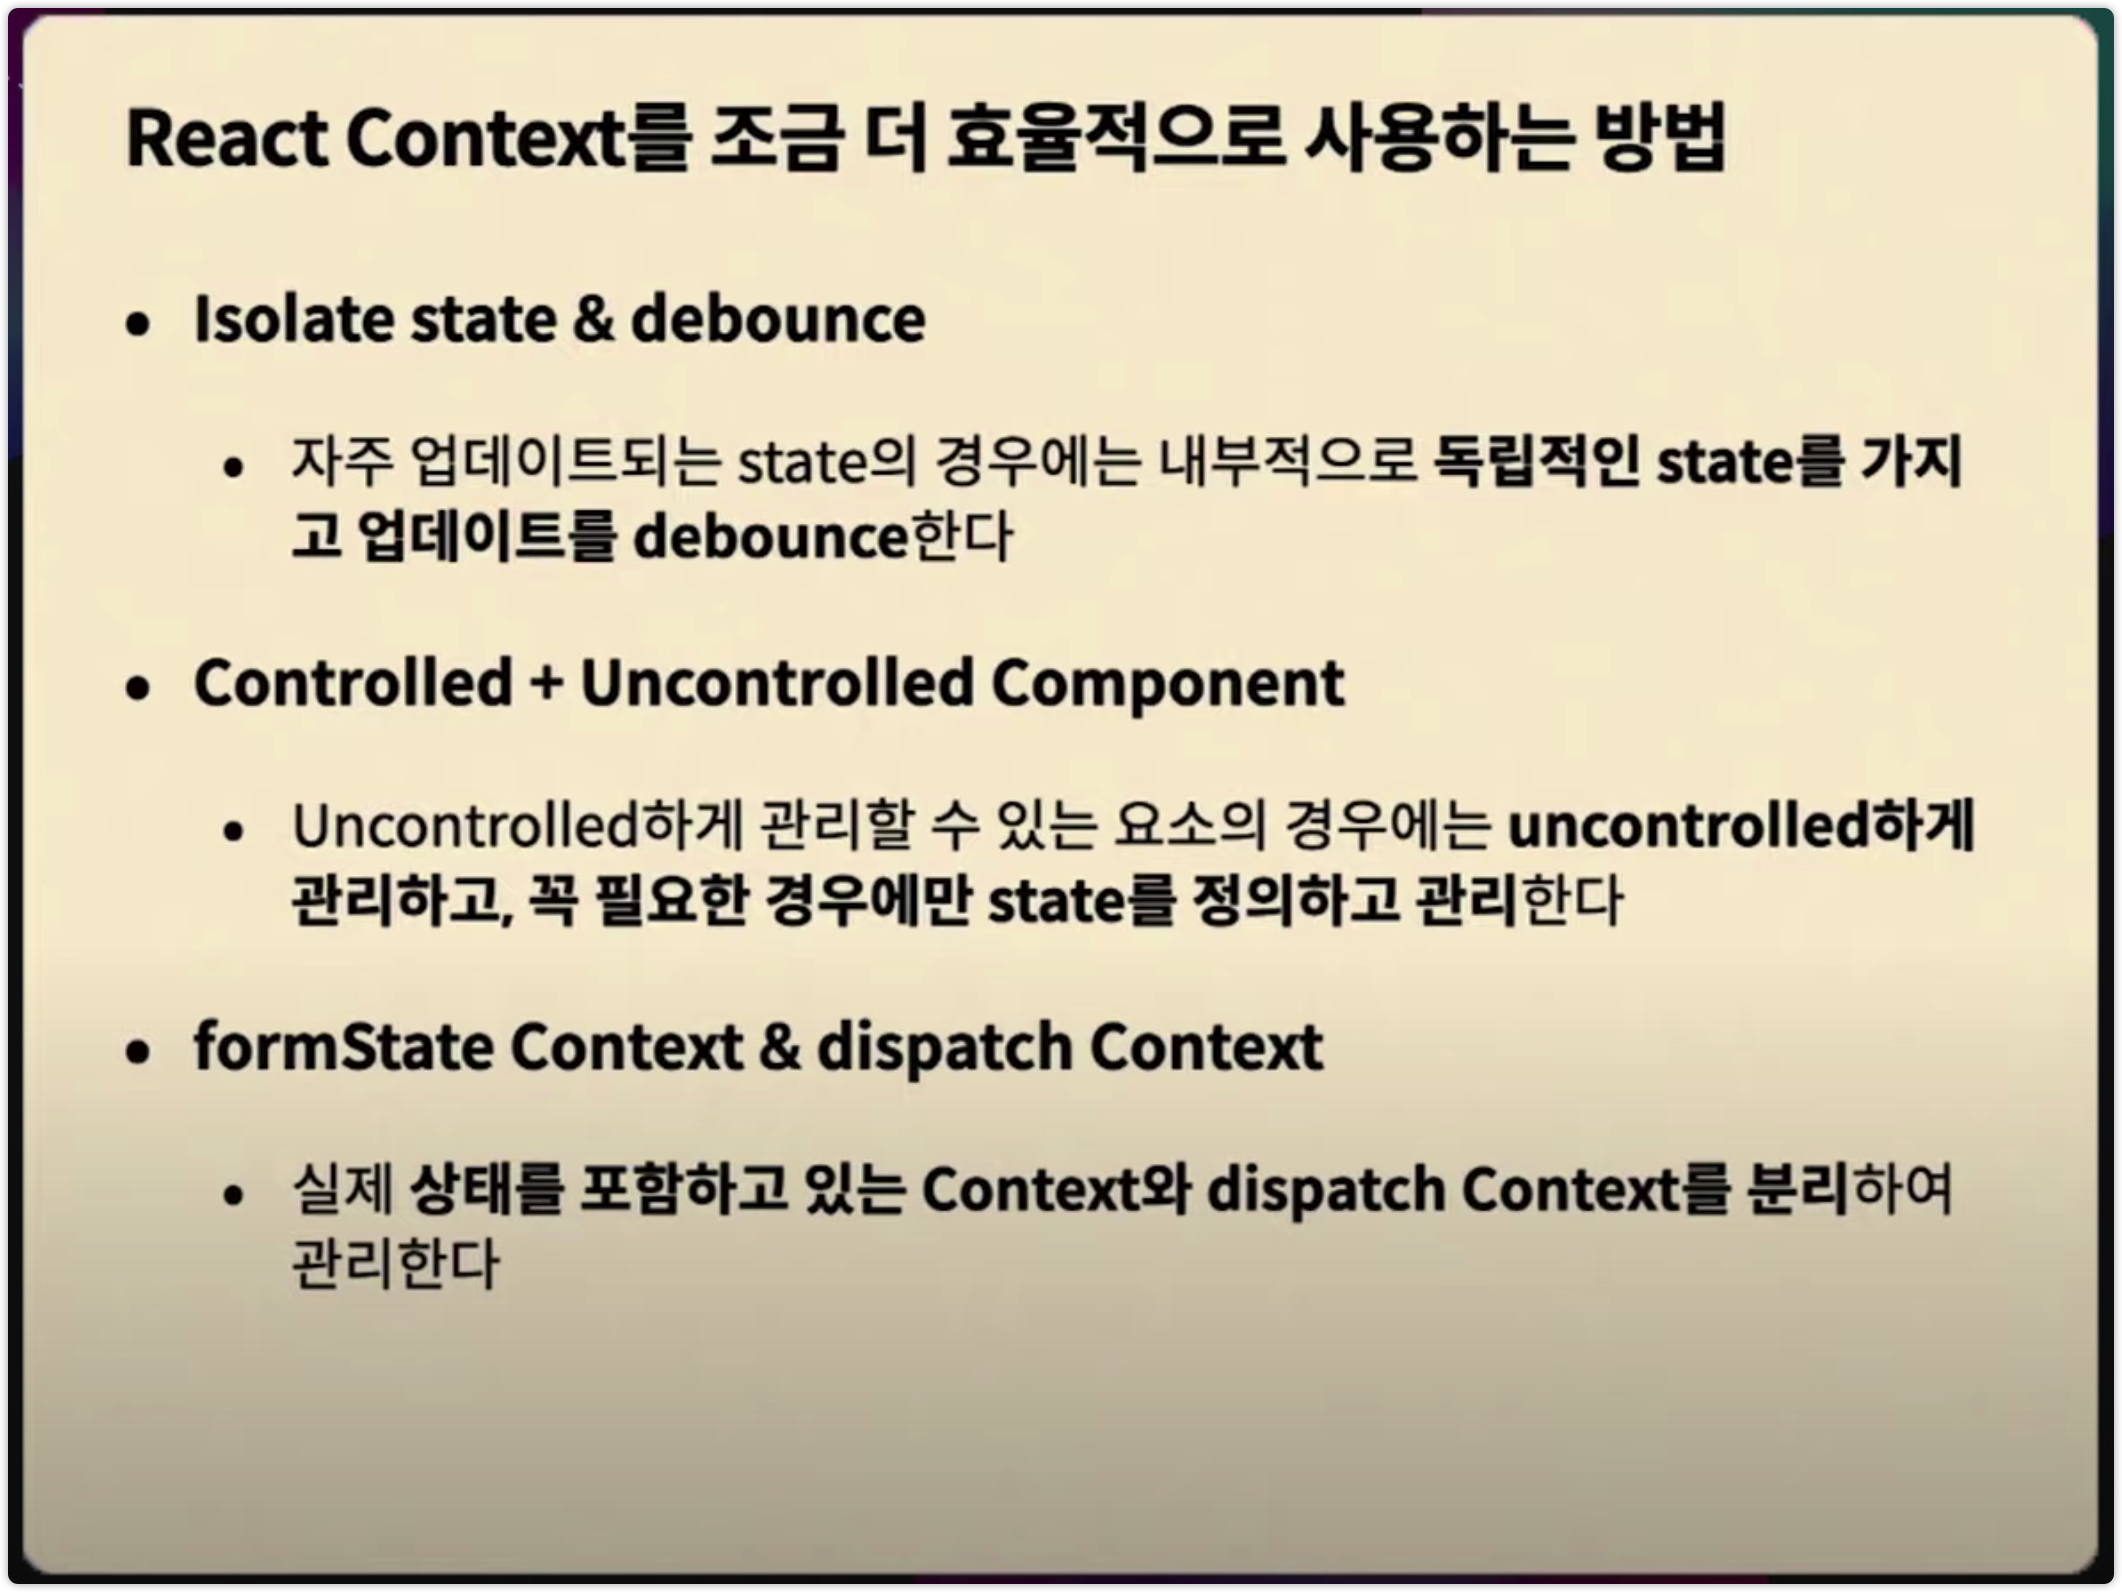 React Context를 조금 더 효율적으로 사용하는 방법
• Isolate state & debounce
• 자주 업데이트되는 state의 경우에는 내부적으로 독립적인 state를 가지
고 업데이트를 debounce한다
• Controlled + Uncontrolled Component
• Uncontrolled하게 관리할 수 있는 요소의 경우에는 uncontrolled하게
관리하고, 꼭 필요한 경우에만 state를 정의하고 관리한다
• formState Context & dispatch Context
• 실제 상태를 포함하고 있는 Context와 dispatch Context를 분리하여
관리한다